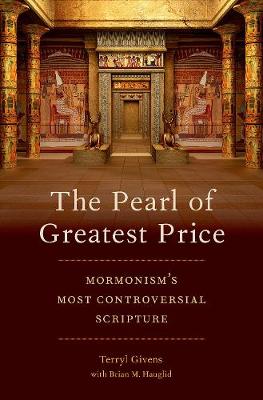 The Pearl of
Greatest Price
MORMONISM'S
MOST CONTROVERSIAL
SCRIPTURE
Terryl Givens
with Brian M. Hauglid